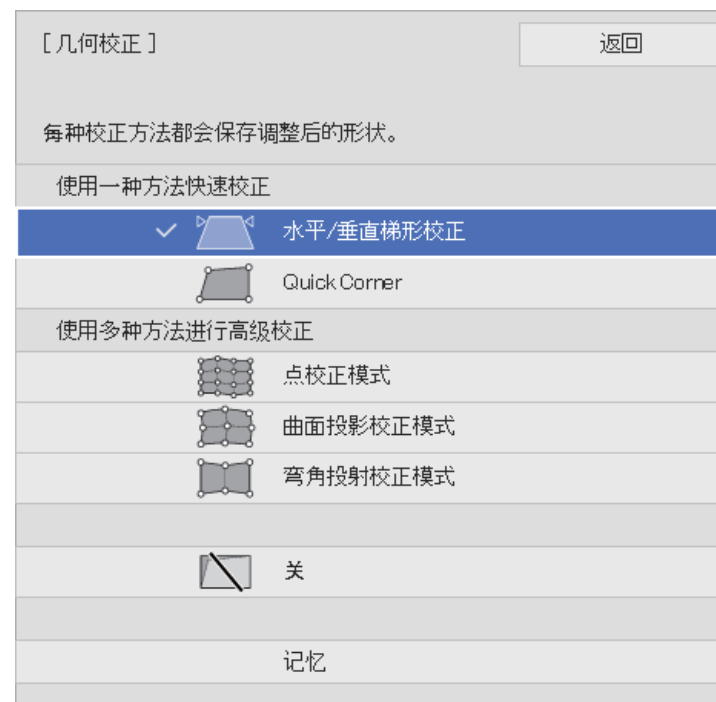 [几何校正]
返回
每种校正方法都会保存调整后的形状。
使用一种方法快速校正
水平/垂直梯形校正
Quick Corner
使用多种方法进行高级校正
点校正模式
曲面投影校正模式
弯角投射校正模式
关
记忆